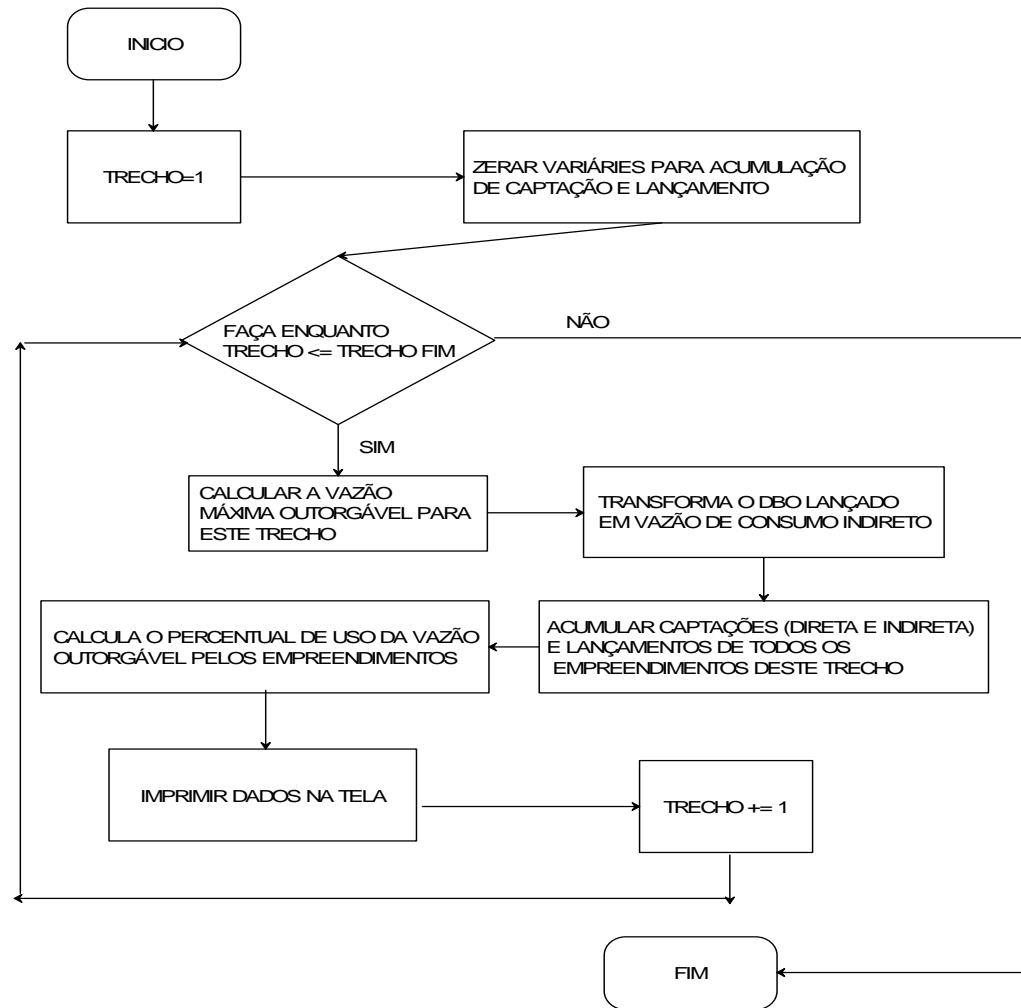 INICIO
TRECHO=1
ZERAR VARIÁRIES PARA ACUMULAÇÃO
DE CAPTAÇÃO E LANÇAMENTO
FAÇA ENQUANTO
TRECHO <= TRECHO FIM
NÃO
SIM
CALCULAR A VAZÃO
MÁXIMA OUTORGÁVEL PARA
ESTE TRECHO
TRANSFORMA O DBO LANÇADO
EM VAZÃO DE CONSUMO INDIRETO
ACUMULAR CAPTAÇÕES (DIRETA E INDIRETA)
E LANÇAMENTOS DE TODOS OS
EMPREENDIMENTOS DESTE TRECHO
CALCULA O PERCENTUAL DE USO DA VAZÃO
OUTORGÁVEL PELOS EMPREENDIMENTOS
IMPRIMIR DADOS NA TELA
TRECHO += 1
FIM